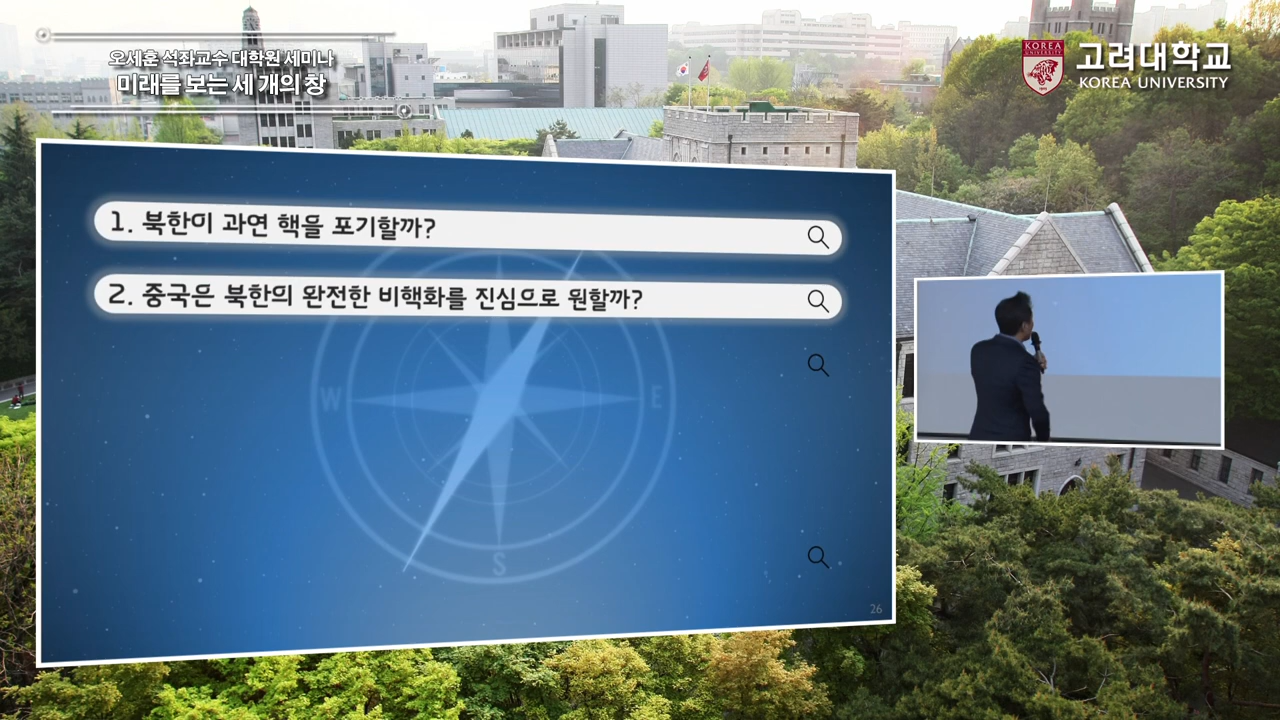 오세훈 석좌교수 대학원 세미나
미래를 보는 세 개의 창
KOREA
UNIVERSITY
1905
고려대학교
KOREA UNIVERSITY
1. 북한이 과연 핵을 포기할까?
2. 중국은 북한의 완전한 비핵화를 진심으로 원할까?
W
E
S
26